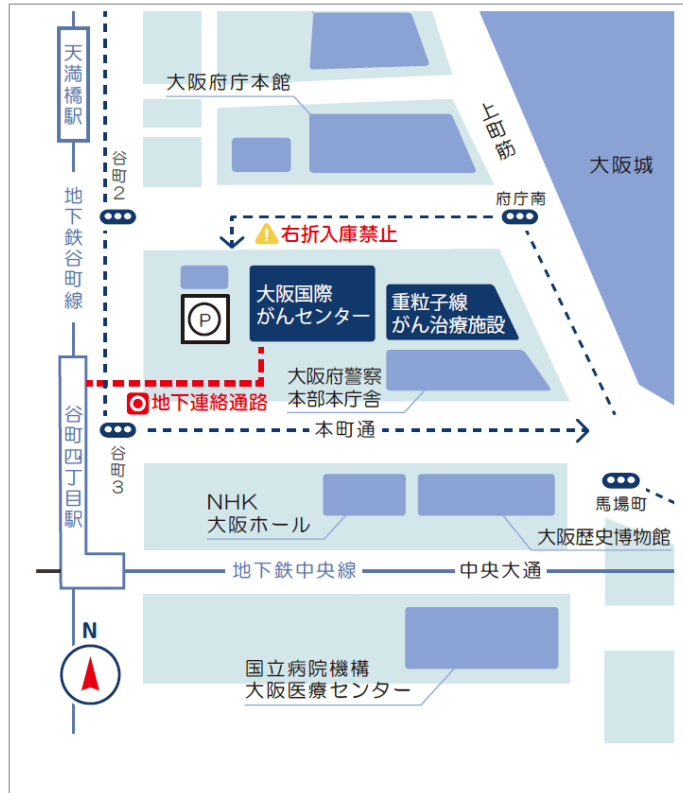 天満橋駅
大阪府庁本館
上町筋
大阪城
谷町2
地下鉄谷町線
府庁南
右折入庫禁止
大阪国際
がんセンター
重粒子線
がん治療施設
P
大阪府警察
本部本庁舎
地下連絡通路
本町通
谷町四丁目駅
谷町3
NHK
大阪ホール
馬場町
大阪歴史博物館
地下鉄中央線
中央大通
N
国立病院機構
大阪医療センター